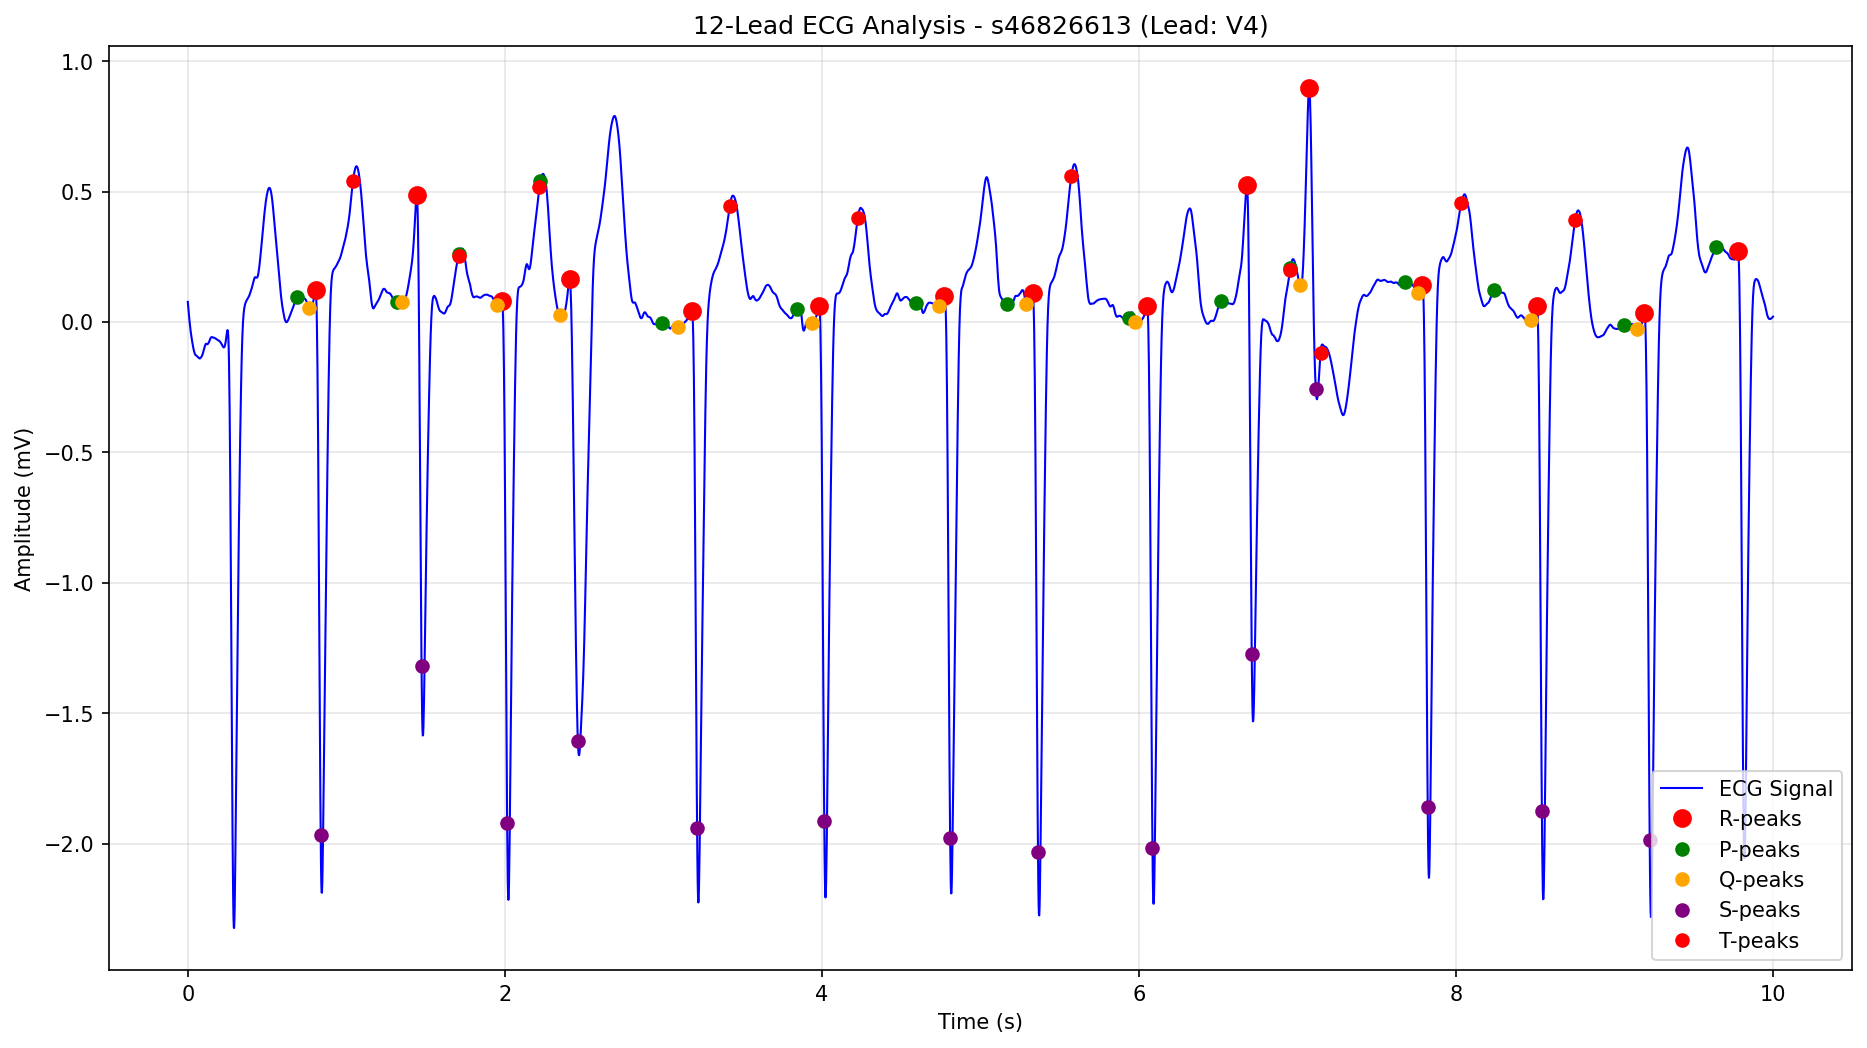 12-Lead ECG Analysis - s46826613 (Lead: V4)
Amplitude (mV)
1.0
0.5
0.0
−0.5
−1.0
−1.5
−2.0
ECG Signal
R-peaks
P-peaks
Q-peaks
S-peaks
T-peaks
0 2 4 6 8 10
Time (s)